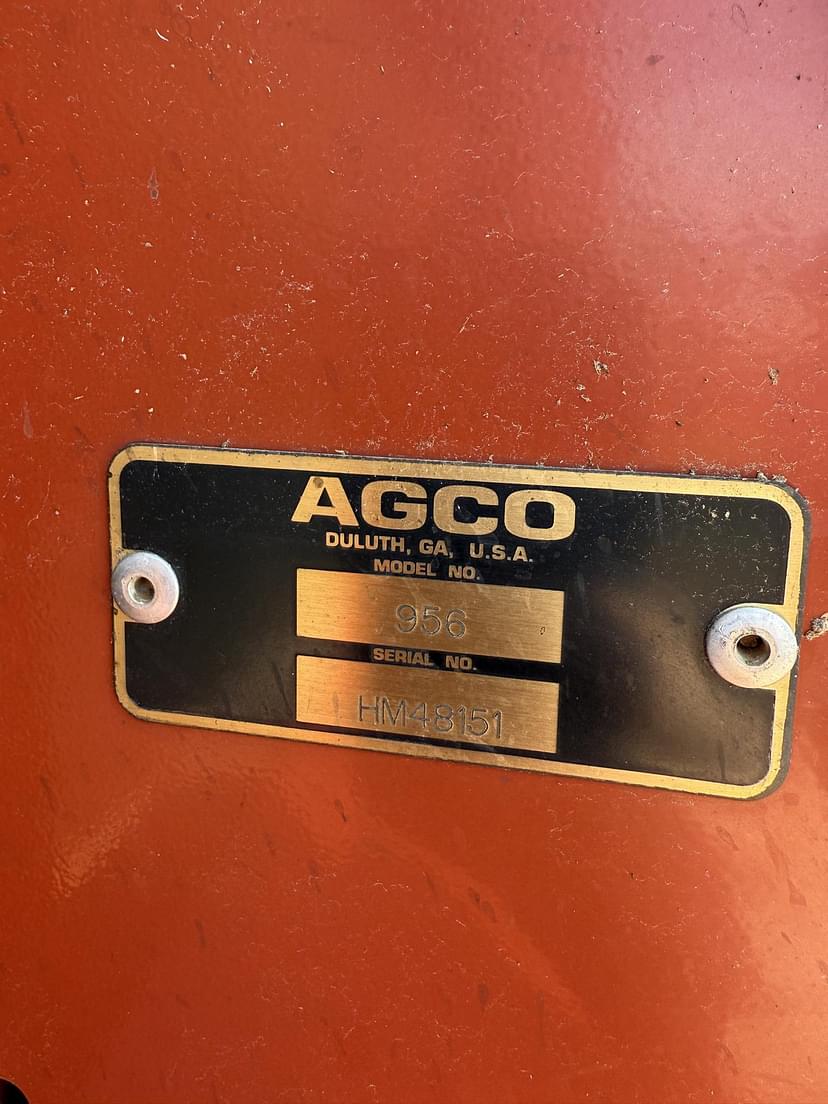 AGCO
DULUTH, GA, U.S.A.
MODEL NO.
956
SERIAL NO.
HM48151